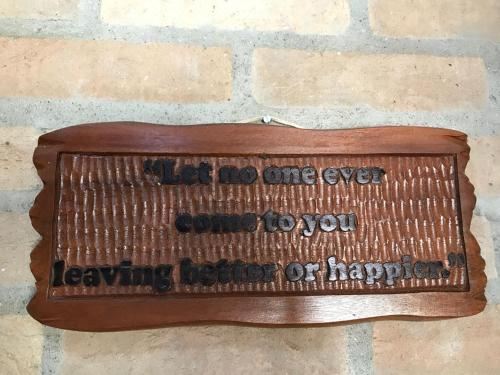 "Let no one ever
come to you
leaving better or happier."